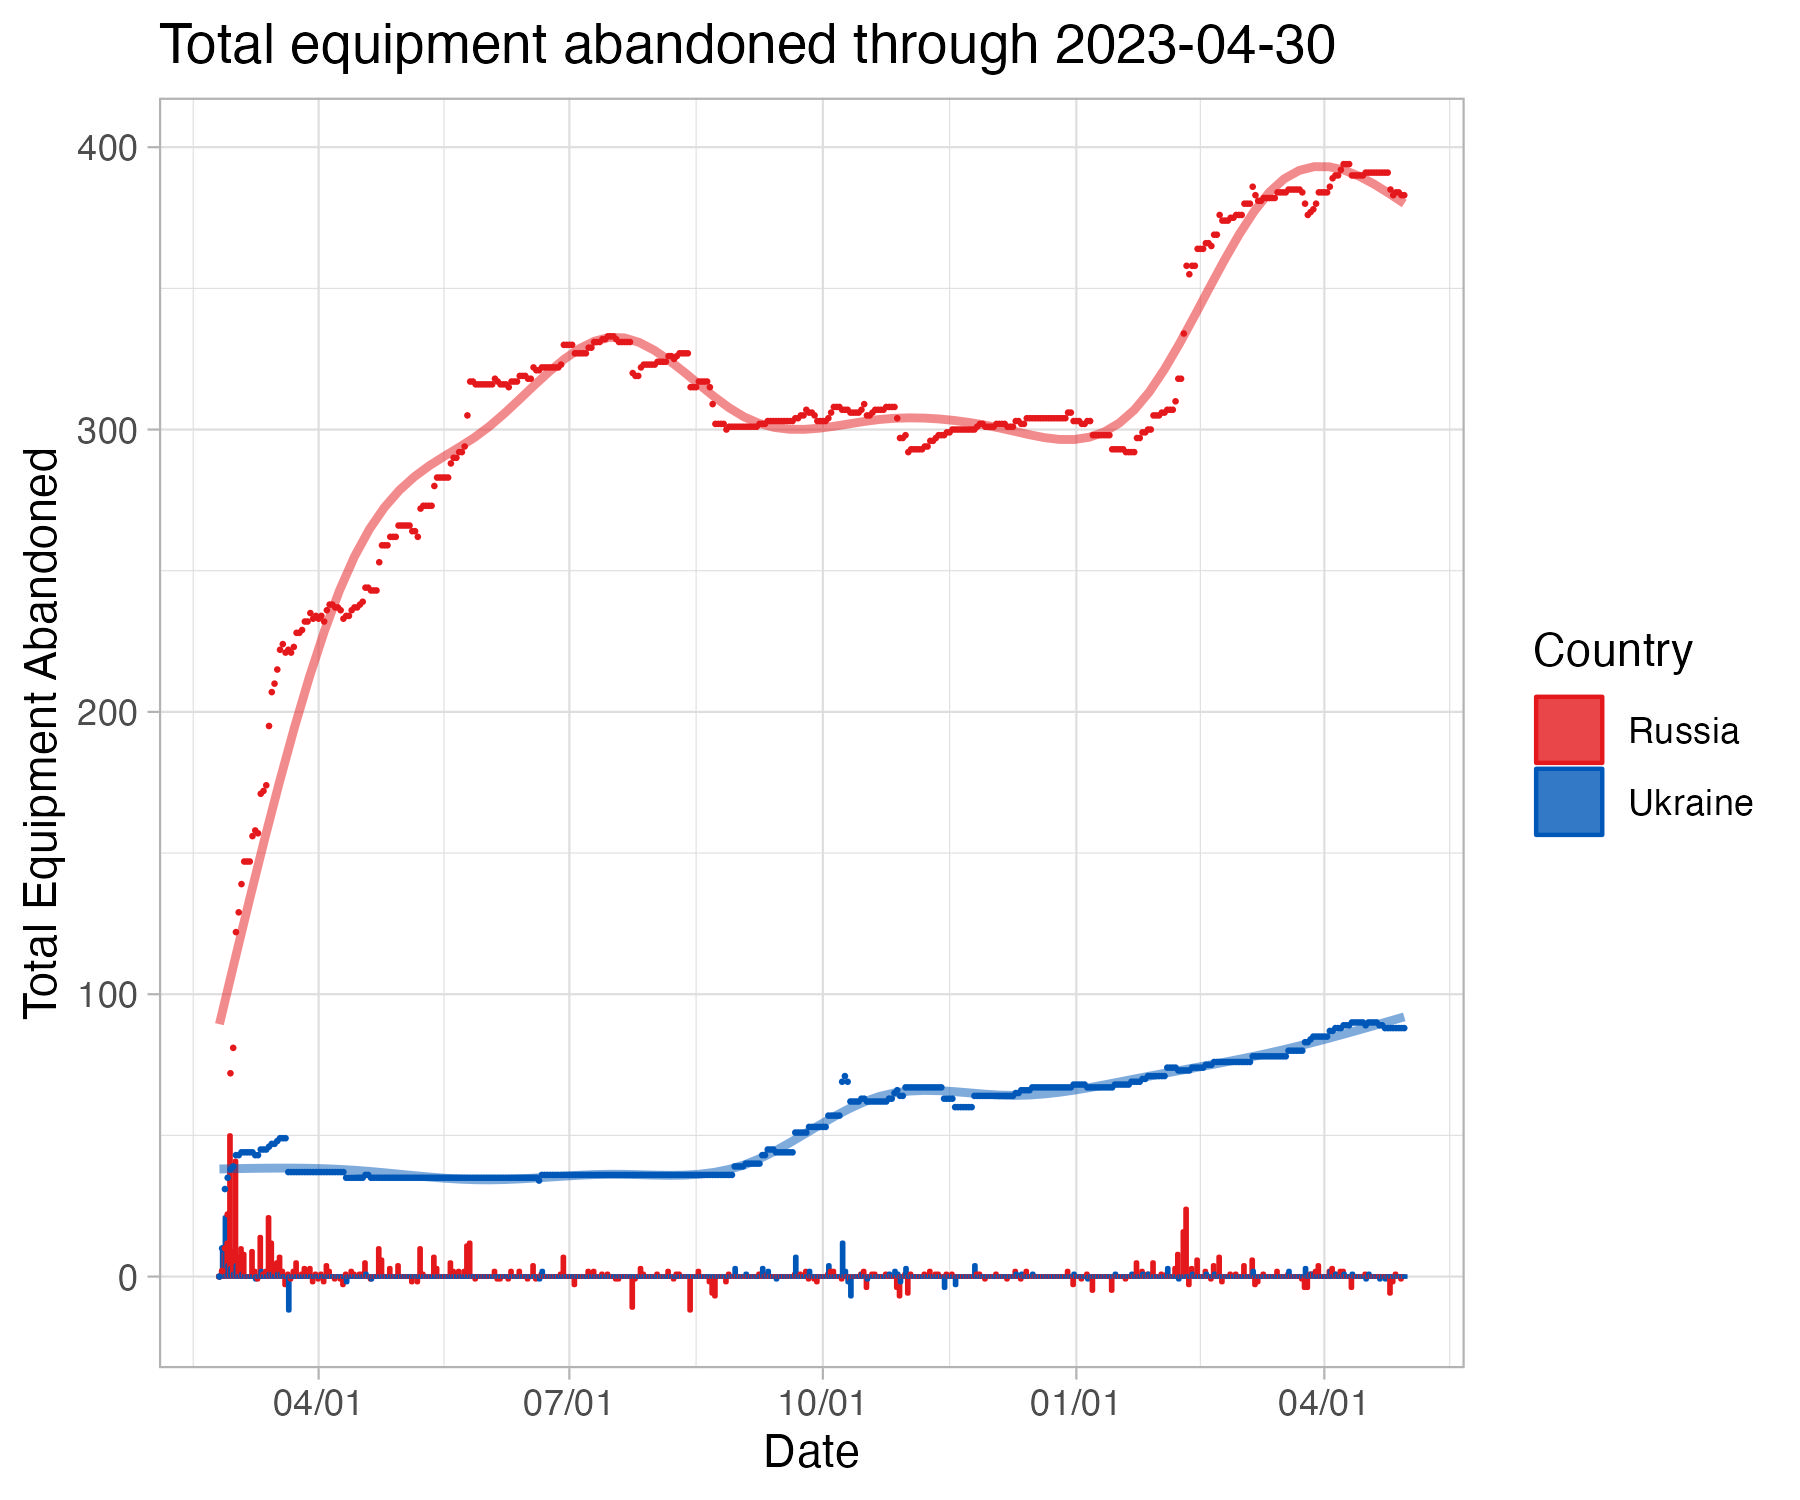 Total equipment abandoned through 2023-04-30
Total Equipment Abandoned
400
300
200
100
0
04/01
07/01
10/01
01/01
04/01
Date
Country
Russia
Ukraine